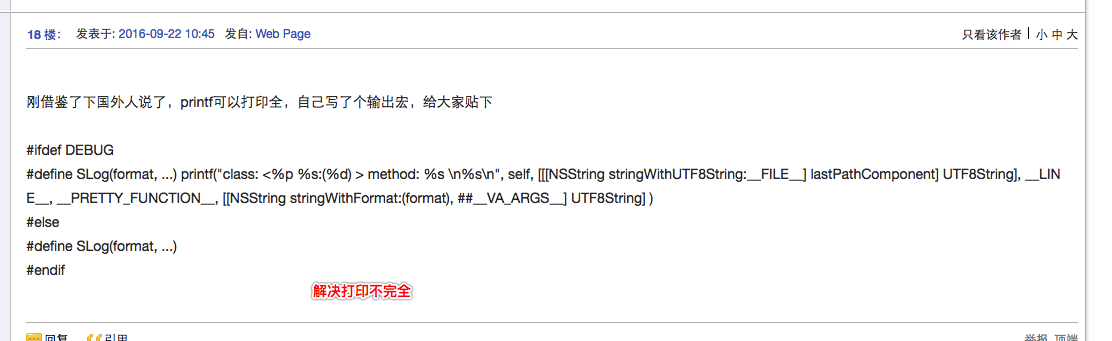 18 楼： 发表于: 2016-09-22 10:45 发自: Web Page 只看该作者 | 小 中 大
刚借鉴了下国外人说了，printf可以打印全，自己写了个输出宏，给大家贴下
#ifdef DEBUG
#define SLog(format, ...) printf("class: <%p %s:(%d) > method: %s \n%s\n", self, [[[NSString stringWithUTF8String:__FILE__] lastPathComponent] UTF8String], __LIN
E__, __PRETTY_FUNCTION__, [[NSString stringWithFormat:(format), ##__VA_ARGS__] UTF8String] )
#else
#define SLog(format, ...)
#endif
解决打印不完全
回复 引用 举报 顶端